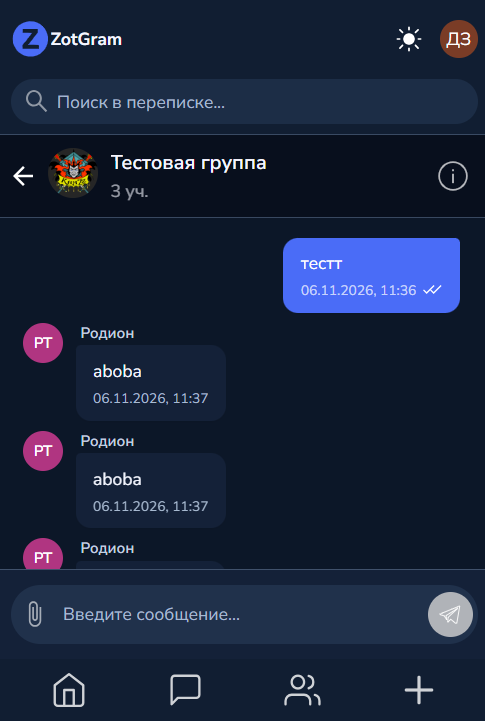 Z ZotGram
ДЗ
Поиск в переписке...
Тестовая группа
3 уч.
тестт
06.11.2026, 11:36
Родион
РТ
aboba
06.11.2026, 11:37
Родион
РТ
aboba
06.11.2026, 11:37
Родион
РТ
Введите сообщение...